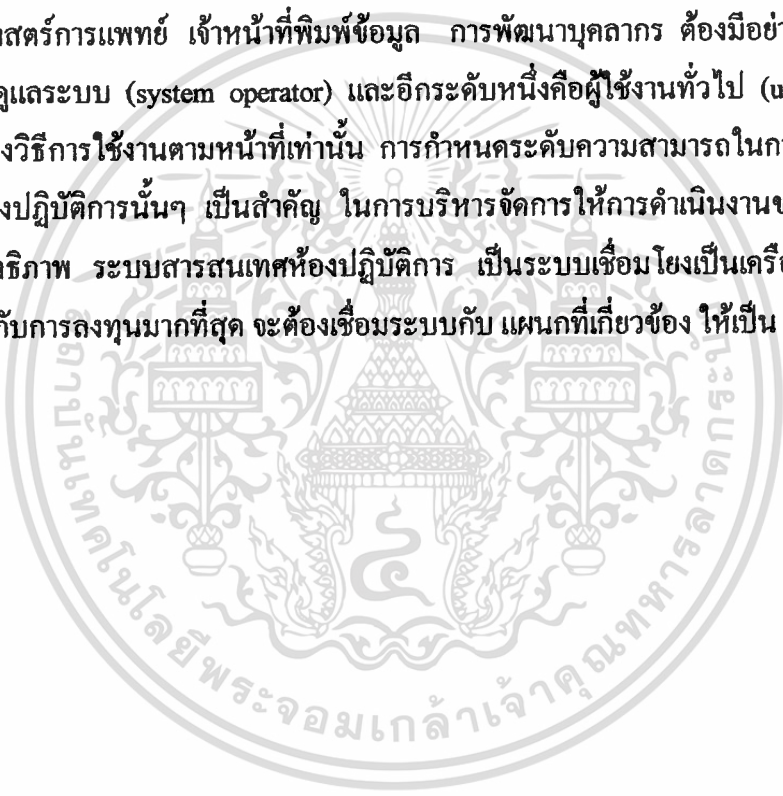 าสตร์การแพทย์ เจ้าหน้าที่พิมพ์ข้อมูล การพัฒนาบุคลากร ต้องมีอย่า
ดูแลระบบ (system operator) และอีกระดับหนึ่งคือผู้ใช้งานทั่วไป (u
งวิธีการใช้งานตามหน้าที่เท่านั้น การกำหนดระดับความสามารถในกา
งปฏิบัติการนั้นๆ เป็นสำคัญ ในการบริหารจัดการให้การดำเนินงานข
ทธิภาพ ระบบสารสนเทศห้องปฏิบัติการ เป็นระบบเชื่อมโยงเป็นเครือ
กับการลงทุนมากที่สุด จะต้องเชื่อมระบบกับ แผนกที่เกี่ยวข้อง ให้เป็น
สถาบันเทคโนโลยีพระจอมเกล้าเจ้าคุณทหารลาดกระบัง